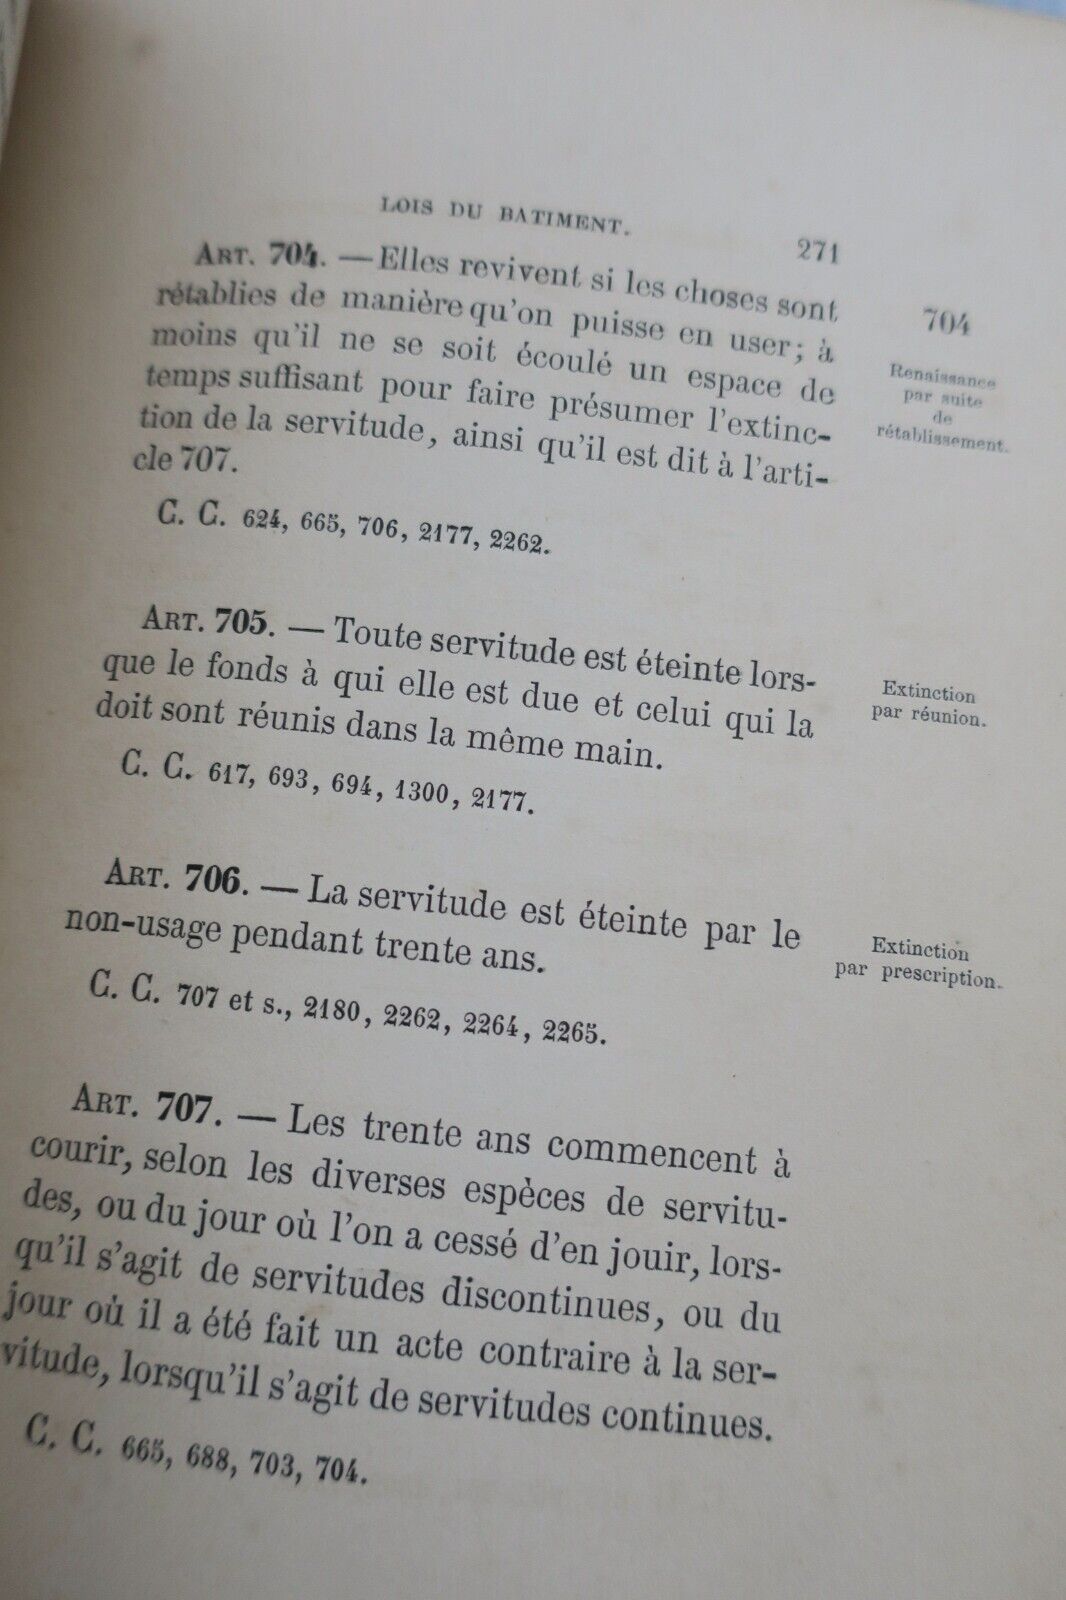 LOIS DU BATIMENT.
271
ART. 704. — Elles revivent si les choses sont
rétablies de manière qu'on puisse en user; à
moins qu'il ne se soit écoulé un espace de
temps suffisant pour faire présumer l'extinc-
tion de la servitude, ainsi qu'il est dit à l'arti-
cle 707.
704
Renaissance
par suite
de
rétablissement.
C. C. 624, 665, 706, 2177, 2262.
ART. 705. — Toute servitude est éteinte lors-
que le fonds à qui elle est due et celui qui la
doit sont réunis dans la même main.
Extinction
par réunion.
C. C. 617, 693, 694, 1300, 2177.
ART. 706. — La servitude est éteinte par le
non-usage pendant trente ans.
Extinction
par prescription.
C. C. 707 et s., 2180, 2262, 2264, 2265.
ART. 707. — Les trente ans commencent à
courir, selon les diverses espèces de servitu-
des, ou du jour où l'on a cessé d'en jouir, lors-
qu'il s'agit de servitudes discontinues, ou du
jour où il a été fait un acte contraire à la ser-
vitude, lorsqu'il s'agit de servitudes continues.
C. C. 665, 688, 703, 704.